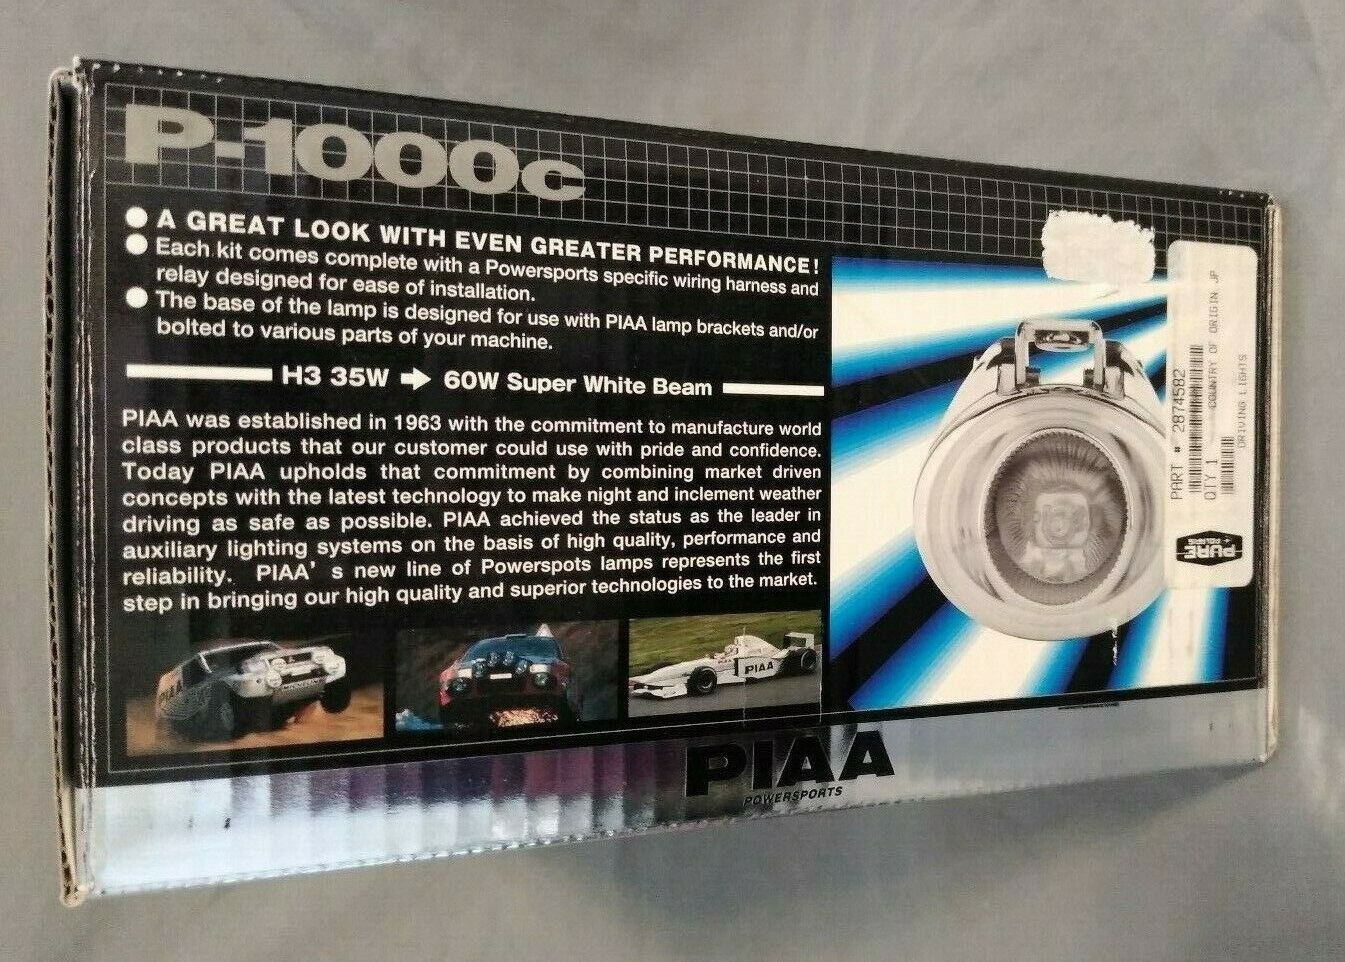 P-1000c
● A GREAT LOOK WITH EVEN GREATER PERFORMANCE!
● Each kit comes complete with a Powersports specific wiring harness and
relay designed for ease of installation.
● The base of the lamp is designed for use with PIAA lamp brackets and/or
bolted to various parts of your machine.
H3 35W ➔ 60W Super White Beam
PIAA was established in 1963 with the commitment to manufacture world
class products that our customer could use with pride and confidence.
Today PIAA upholds that commitment by combining market driven
concepts with the latest technology to make night and inclement weather
driving as safe as possible. PIAA achieved the status as the leader in
auxiliary lighting systems on the basis of high quality, performance and
reliability. PIAA' s new line of Powerspots lamps represents the first
step in bringing our high quality and superior technologies to the market.
PIAA
PIAA
PIAA
POWERSPORTS
PART # 2874582
QTY 1 COUNTRY OF ORIGIN JP
DRIVING LIGHTS
PURE
POLARIS